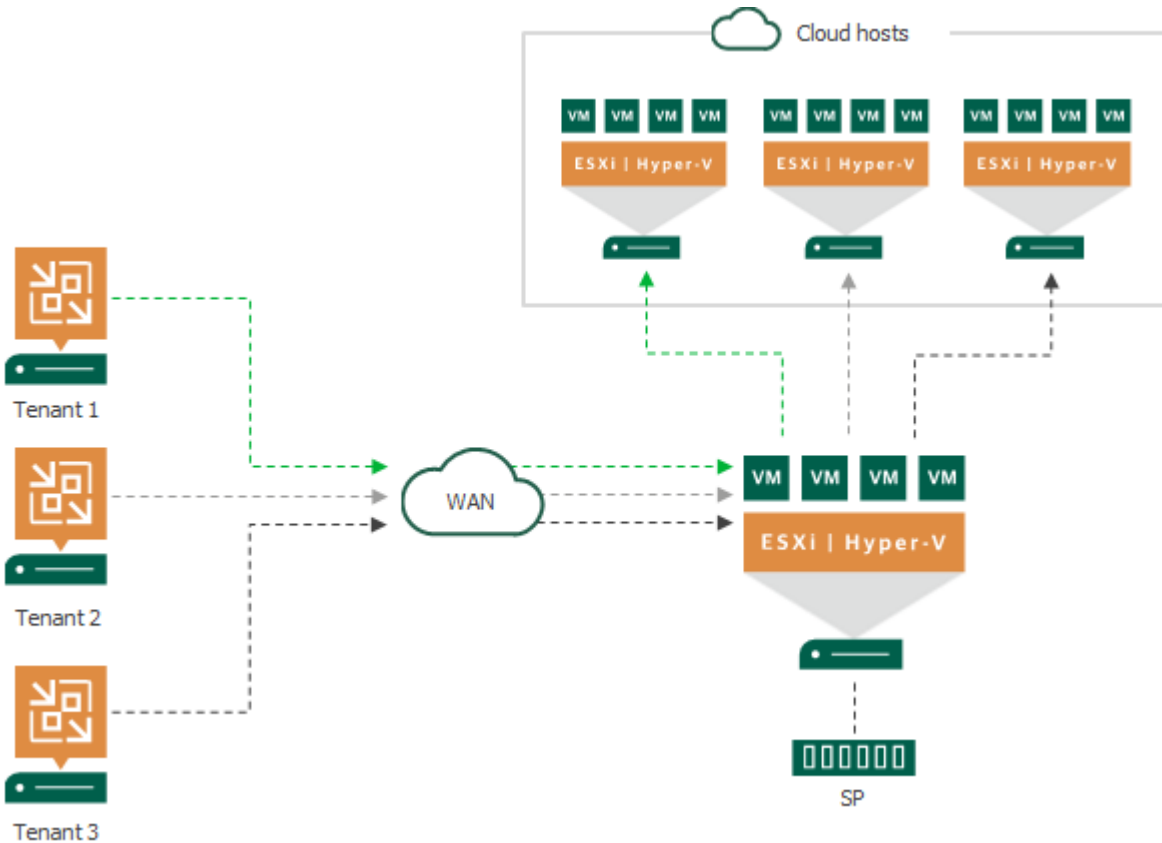 Cloud hosts
VM VM VM VM VM VM VM VM VM VM VM VM
ESXi | Hyper-V ESXi | Hyper-V ESXi | Hyper-V
Tenant 1
WAN
VM VM VM VM
ESXi | Hyper-V
Tenant 2
SP
Tenant 3